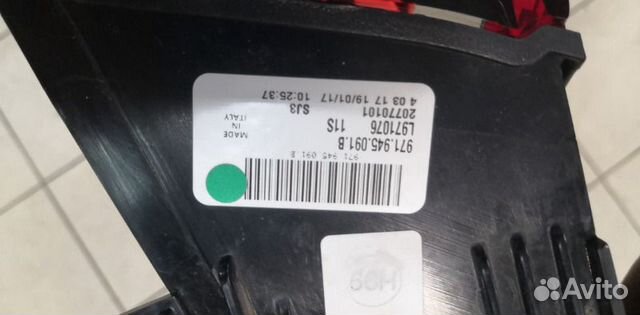 971 945 091 B
971.945.091.B
L971076 11S
20770101 SJ3
4 03 17 19/01/17 10:25:37
MADE
IN
ITALY
6CH
Avito